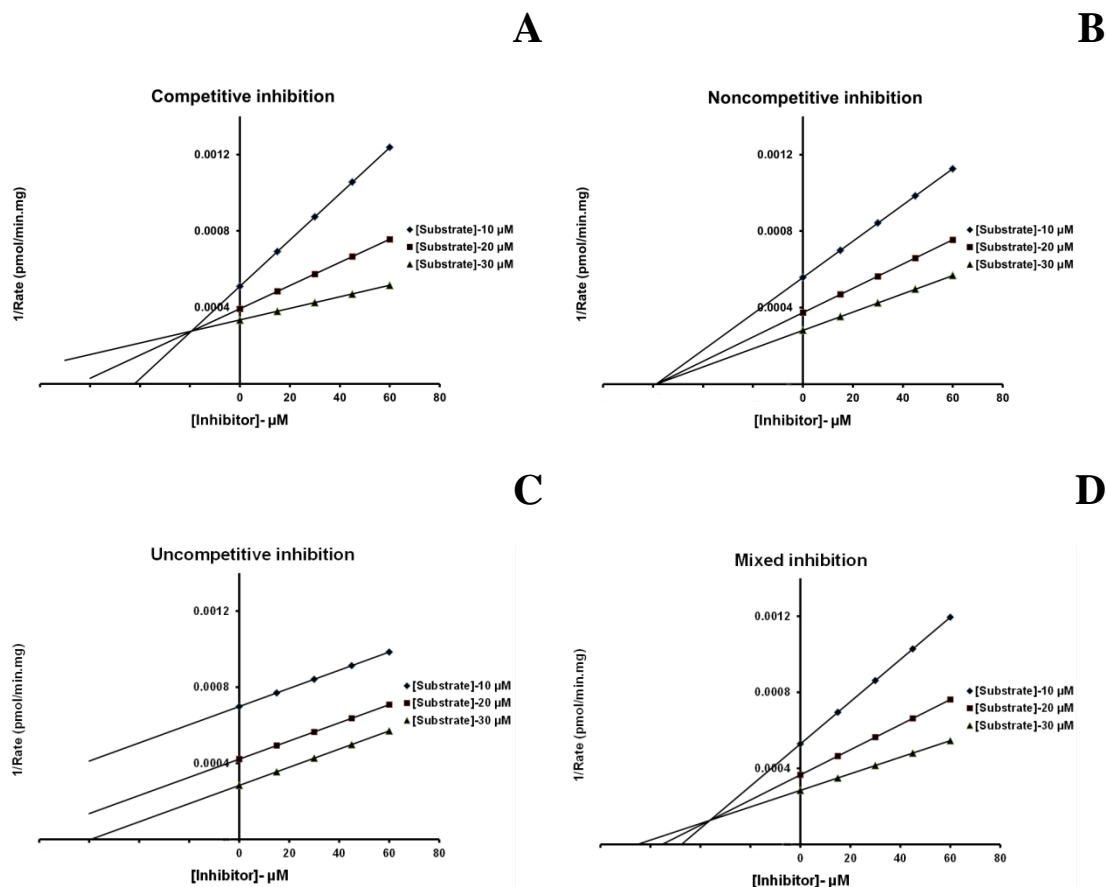 A
Competitive inhibition
1/Rate (pmol/min.mg)
0.0012
0.0008
0.0004
[Substrate]-10 µM
[Substrate]-20 µM
[Substrate]-30 µM
0 20 40 60 80
[Inhibitor]- µM
B
Noncompetitive inhibition
1/Rate (pmol/min.mg)
0.0012
0.0008
0.0004
[Substrate]-10 µM
[Substrate]-20 µM
[Substrate]-30 µM
0 20 40 60 80
[Inhibitor]- µM
C
Uncompetitive inhibition
1/Rate (pmol/min.mg)
0.0012
0.0008
0.0004
[Substrate]-10 µM
[Substrate]-20 µM
[Substrate]-30 µM
0 20 40 60 80
[Inhibitor]- µM
D
Mixed inhibition
1/Rate (pmol/min.mg)
0.0012
0.0008
0.0004
[Substrate]-10 µM
[Substrate]-20 µM
[Substrate]-30 µM
0 20 40 60 80
[Inhibitor]- µM